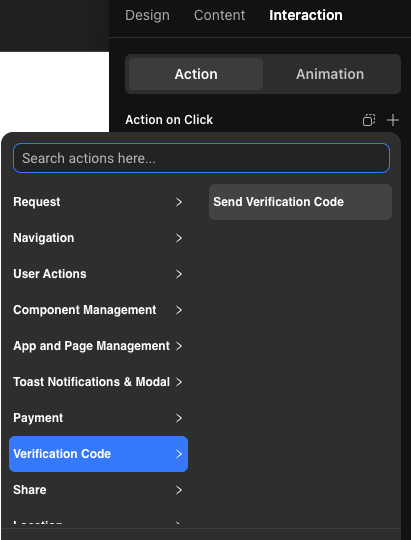 Design Content Interaction
Action Animation
Action on Click
Search actions here...
Request
Send Verification Code
Navigation
User Actions
Component Management
App and Page Management
Toast Notifications & Modal
Payment
Verification Code
Share
Location